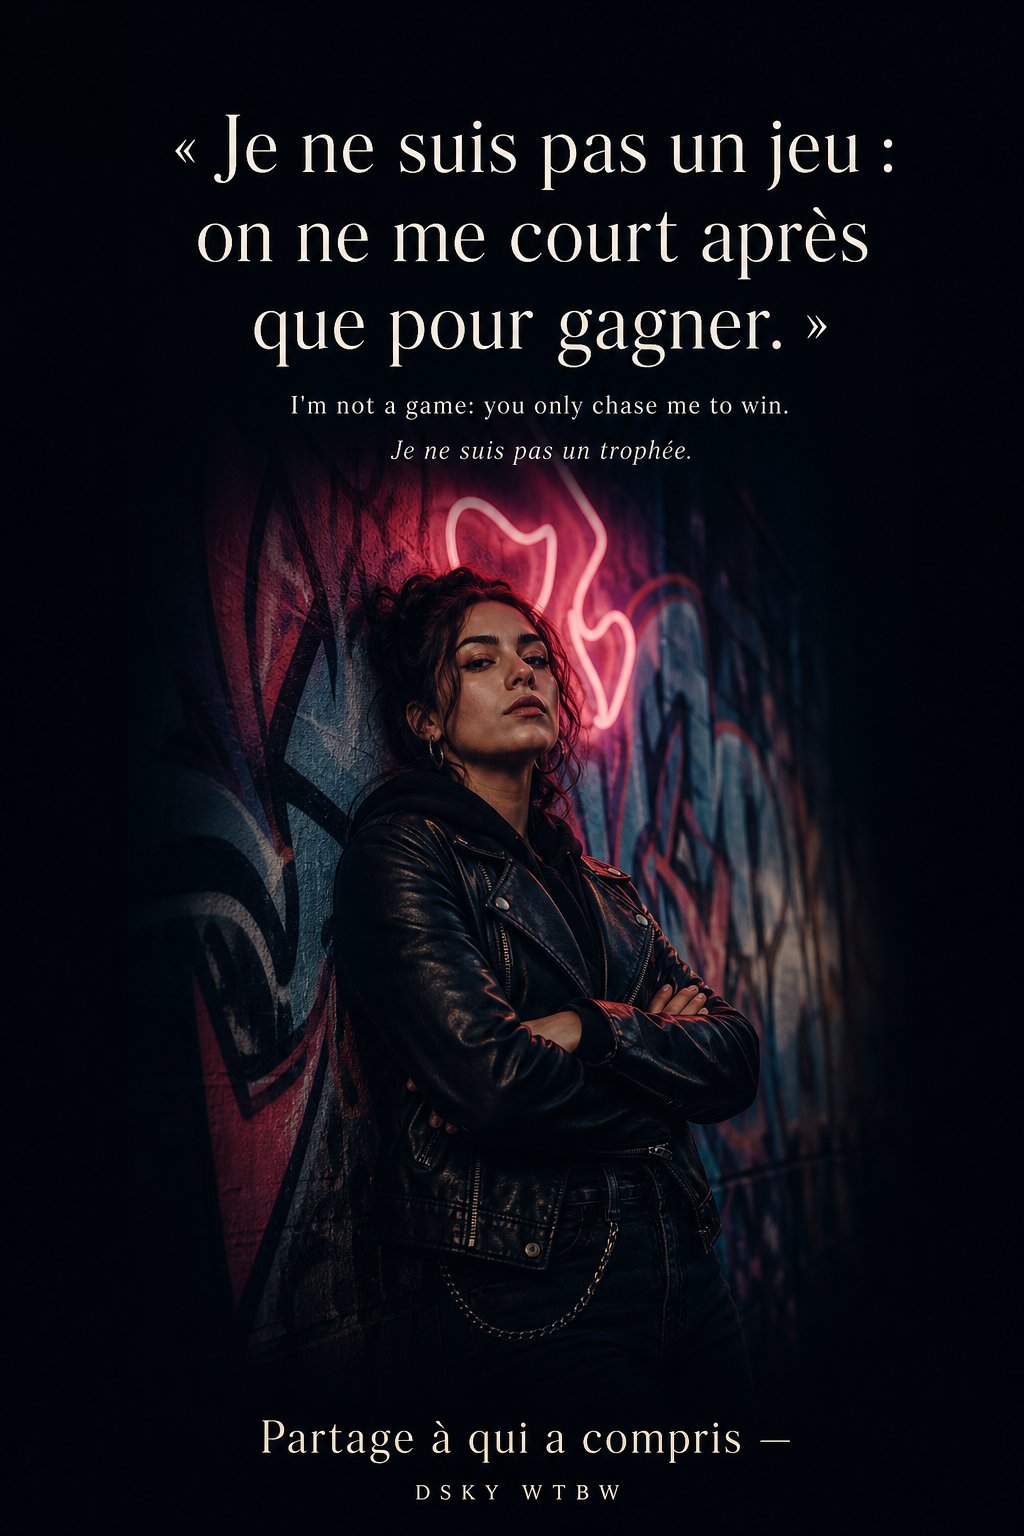 « Je ne suis pas un jeu :
on ne me court après
que pour gagner. »
I'm not a game: you only chase me to win.
Je ne suis pas un trophée.
Partage à qui a compris —
DSKY WTBW